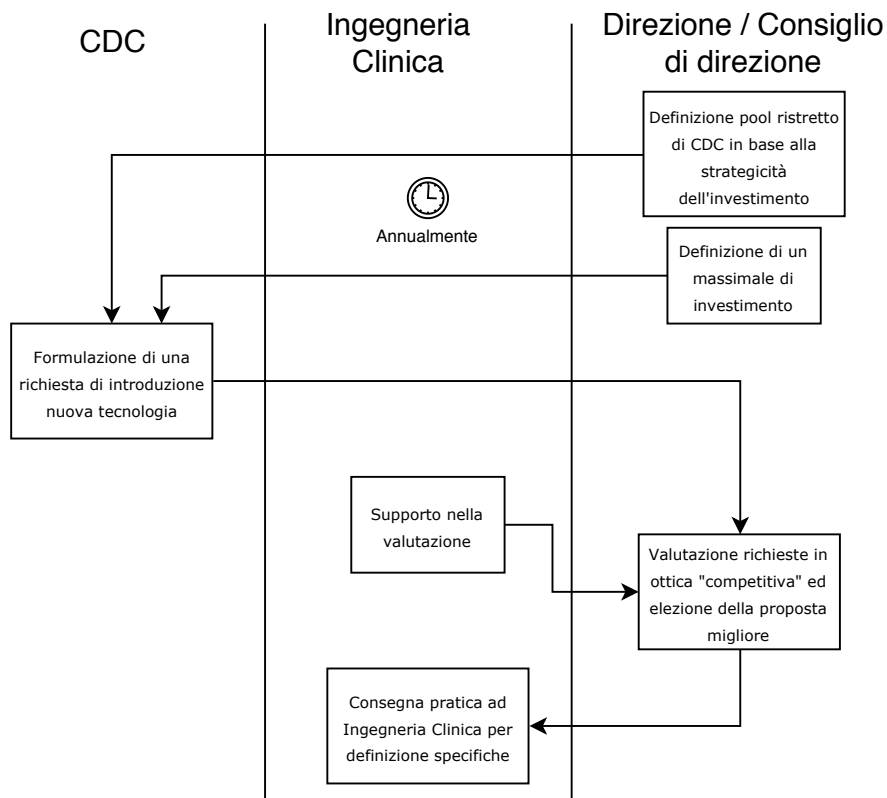 CDC
Ingegneria
Clinica
Direzione / Consiglio
di direzione
Definizione pool ristretto
di CDC in base alla
strategicità
dell'investimento
Annualmente
Definizione di un
massimale di
investimento
Formulazione di una
richiesta di introduzione
nuova tecnologia
Supporto nella
valutazione
Valutazione richieste in
ottica "competitiva" ed
elezione della proposta
migliore
Consegna pratica ad
Ingegneria Clinica per
definizione specifiche